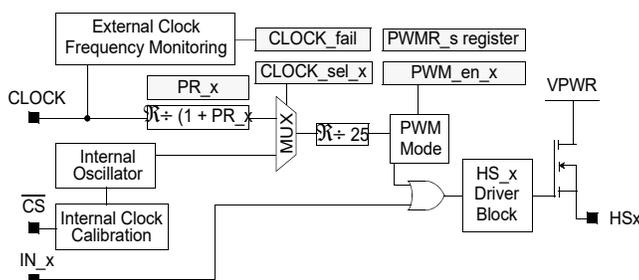 External Clock
Frequency Monitoring
CLOCK_fail
PWMR_s register
PR_x
CLOCK_sel_x
PWM_en_x
VPWR
CLOCK
ℜ÷ (1 + PR_x
MUX
ℜ÷ 25
PWM
Mode
Internal
Oscillator
HS_x
Driver
Block
CS
Internal Clock
Calibration
HSx
IN_x